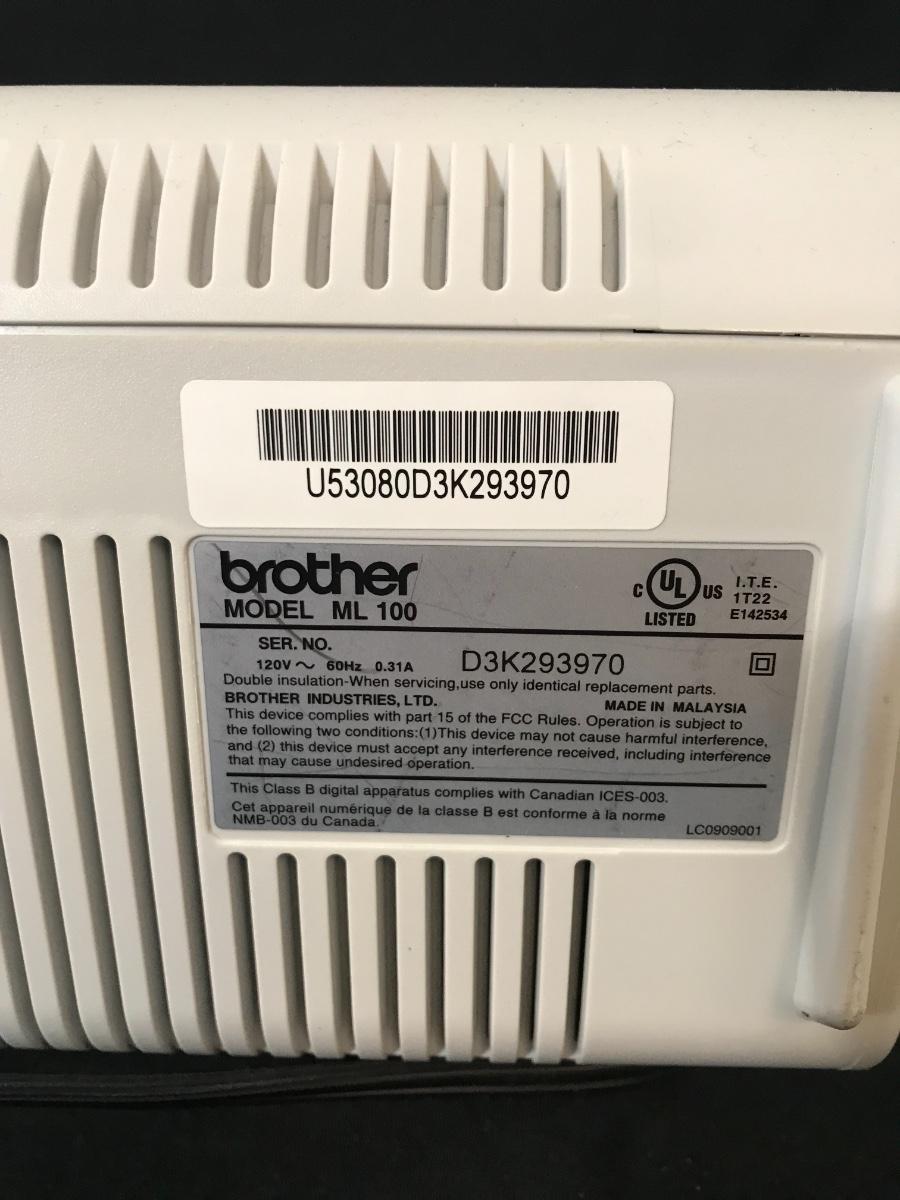 U53080D3K293970
brother
MODEL ML 100
C UL US
LISTED
I.T.E.
1T22
E142534
SER. NO.
120V ~ 60Hz 0.31A
D3K293970
Double insulation-When servicing,use only identical replacement parts.
BROTHER INDUSTRIES, LTD.
MADE IN MALAYSIA
This device complies with part 15 of the FCC Rules. Operation is subject to
the following two conditions:(1)This device may not cause harmful interference,
and (2) this device must accept any interference received, including interference
that may cause undesired operation.
This Class B digital apparatus complies with Canadian ICES-003.
Cet appareil numérique de la classe B est conforme à la norme
NMB-003 du Canada.
LC0909001